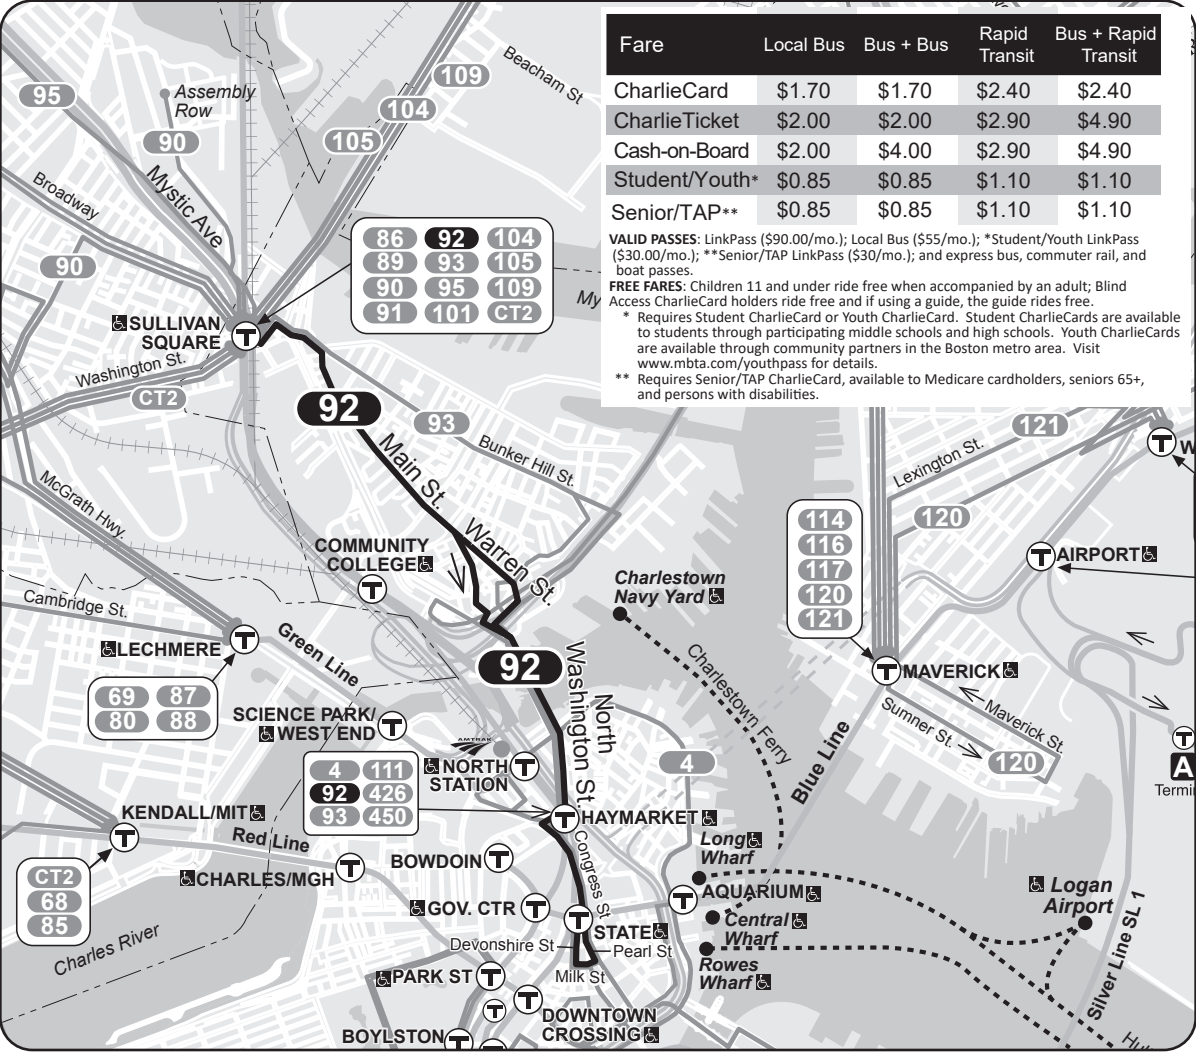 Fare Local Bus Bus + Bus Rapid Transit Bus + Rapid Transit
CharlieCard $1.70 $1.70 $2.40 $2.40
CharlieTicket $2.00 $2.00 $2.90 $4.90
Cash-on-Board $2.00 $4.00 $2.90 $4.90
Student/Youth* $0.85 $0.85 $1.10 $1.10
Senior/TAP** $0.85 $0.85 $1.10 $1.10
VALID PASSES: LinkPass ($90.00/mo.); Local Bus ($55/mo.); *Student/Youth LinkPass
($30.00/mo.); **Senior/TAP LinkPass ($30/mo.); and express bus, commuter rail, and
boat passes.
FREE FARES: Children 11 and under ride free when accompanied by an adult; Blind
Access CharlieCard holders ride free and if using a guide, the guide rides free.
* Requires Student CharlieCard or Youth CharlieCard. Student CharlieCards are available
to students through participating middle schools and high schools. Youth CharlieCards
are available through community partners in the Boston metro area. Visit
www.mbta.com/youthpass for details.
** Requires Senior/TAP CharlieCard, available to Medicare cardholders, seniors 65+,
and persons with disabilities.
Beacham St
109
95
Assembly
Row
104
90
105
Mystic Ave
Broadway
90
86 92 104
89 93 105
90 95 109
91 101 CT2
My
SULLIVAN
SQUARE
T
Washington St.
CT2
92
93
Main St.
Bunker Hill St.
121
Lexington St.
T
W
McGrath Hwy.
120
114
116
117
120
121
Warren St.
COMMUNITY
COLLEGE
T
T
AIRPORT
Charlestown
Navy Yard
Cambridge St.
LECHMERE
T
Green Line
92
North
Washington St.
Charlestown Ferry
T
MAVERICK
69 87
80 88
SCIENCE PARK/
WEST END
T
Sumner St.
Maverick St.
120
T
A
Termin
AMTRAK
NORTH
STATION
T
4
Blue Line
4 111
92 426
93 450
KENDALL/MIT
T
Red Line
T
HAYMARKET
Long
Wharf
Congress St
BOWDOIN
T
CHARLES/MGH
T
CT2
68
85
T
AQUARIUM
Logan
Airport
GOV. CTR
T
T
STATE
Central
Wharf
Charles River
Devonshire St
Pearl St
Rowes
Wharf
Milk St
PARK ST
T
Silver Line SL 1
T
T
DOWNTOWN
CROSSING
BOYLSTON
T
Hull